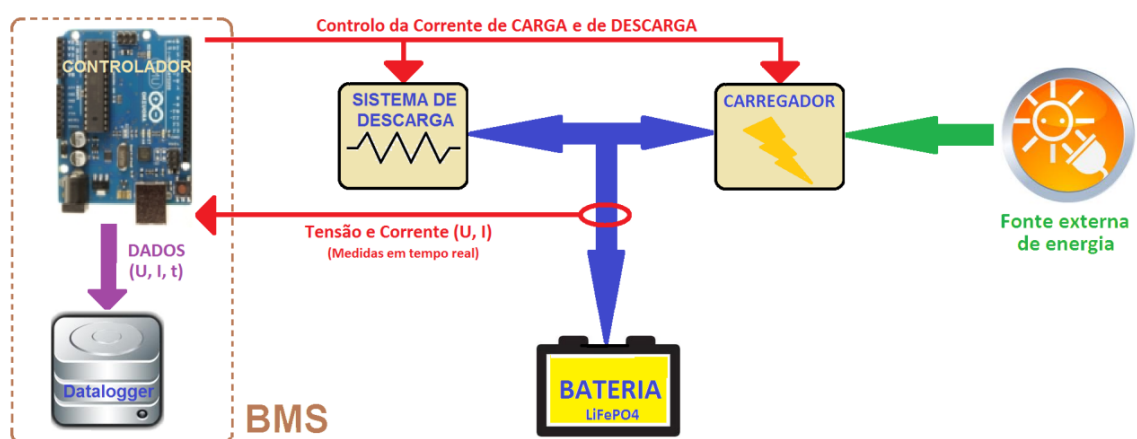 Controlo da Corrente de CARGA e de DESCARGA
CONTROLADOR
SISTEMA DE
DESCARGA
CARREGADOR
Tensão e Corrente (U, I)
(Medidas em tempo real)
Fonte externa
de energia
DADOS
(U, I, t)
Datalogger
BMS
BATERIA
LiFePO4